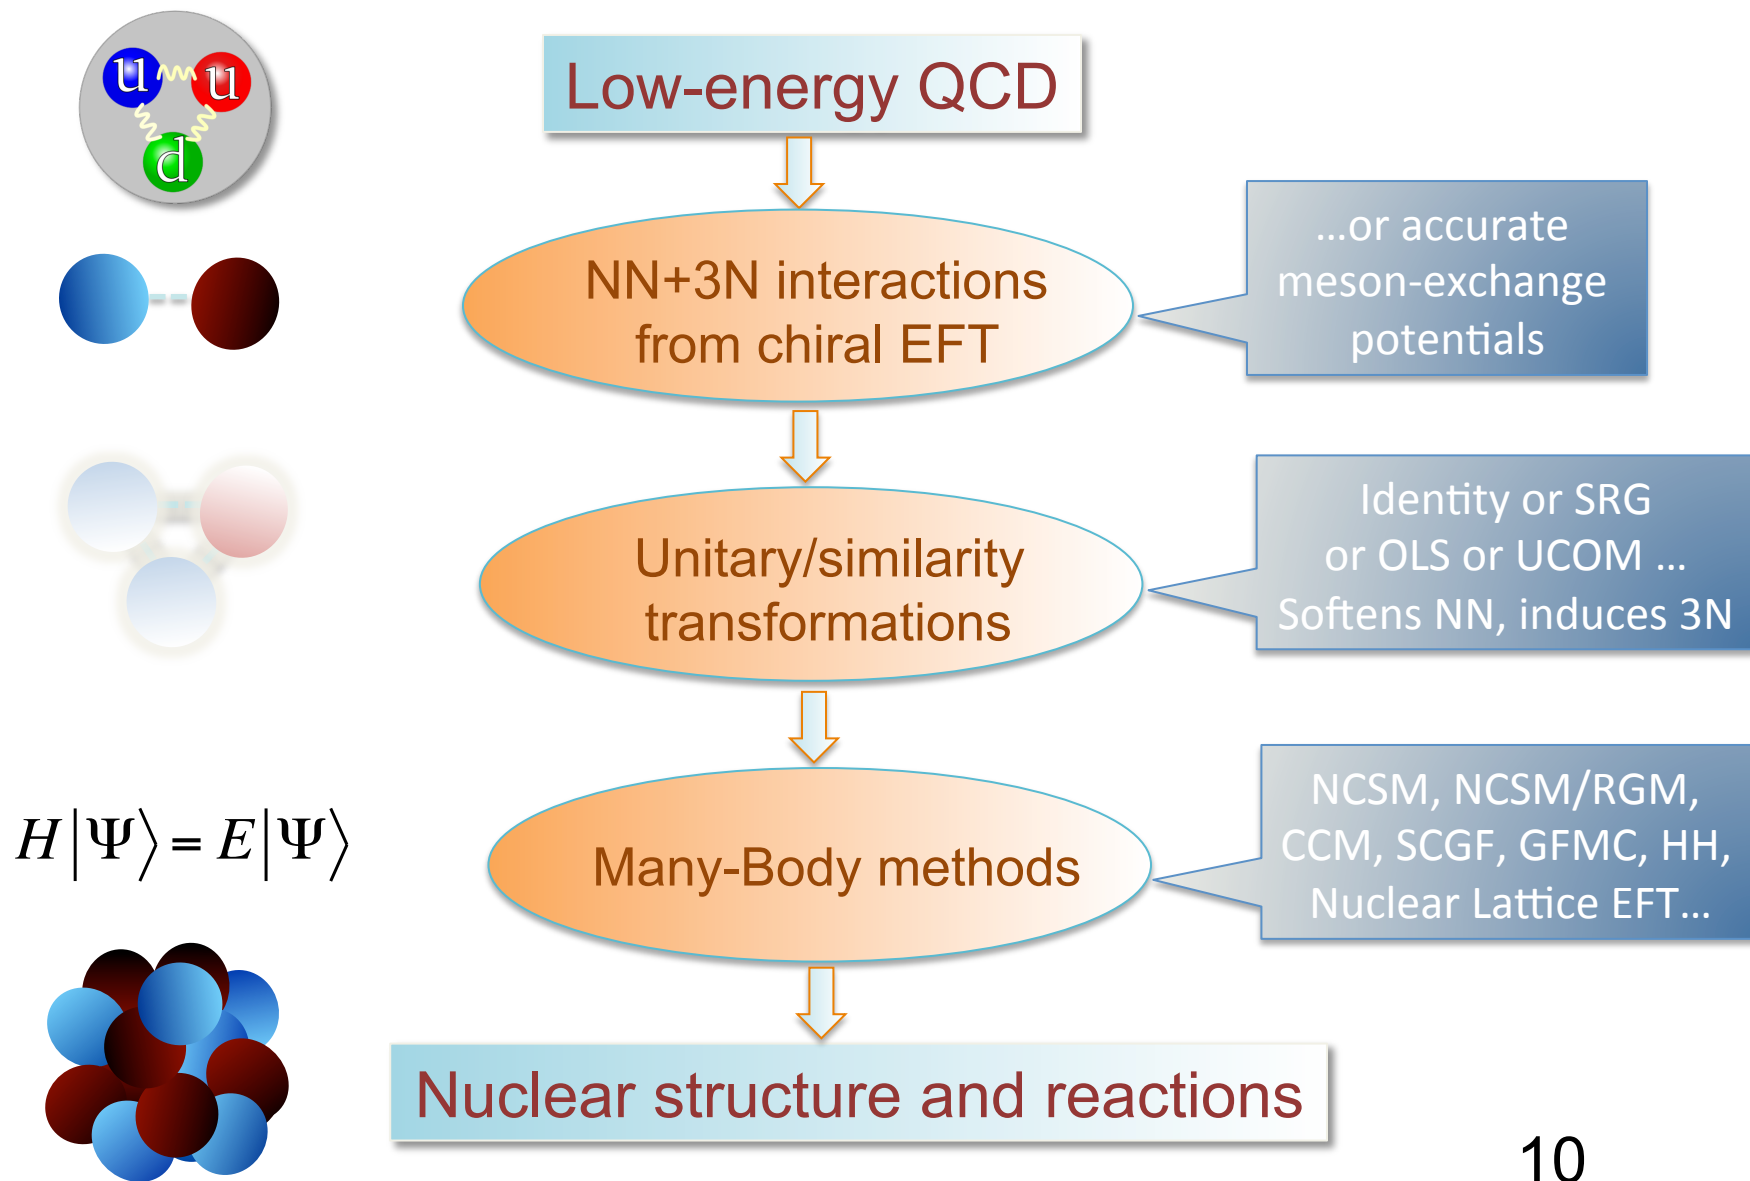 u u
d
Low-energy QCD
NN+3N interactions
from chiral EFT
...or accurate
meson-exchange
potentials
Unitary/similarity
transformations
Identity or SRG
or OLS or UCOM ...
Softens NN, induces 3N
H|Ψ⟩ = E|Ψ⟩
Many-Body methods
NCSM, NCSM/RGM,
CCM, SCGF, GFMC, HH,
Nuclear Lattice EFT...
Nuclear structure and reactions
10